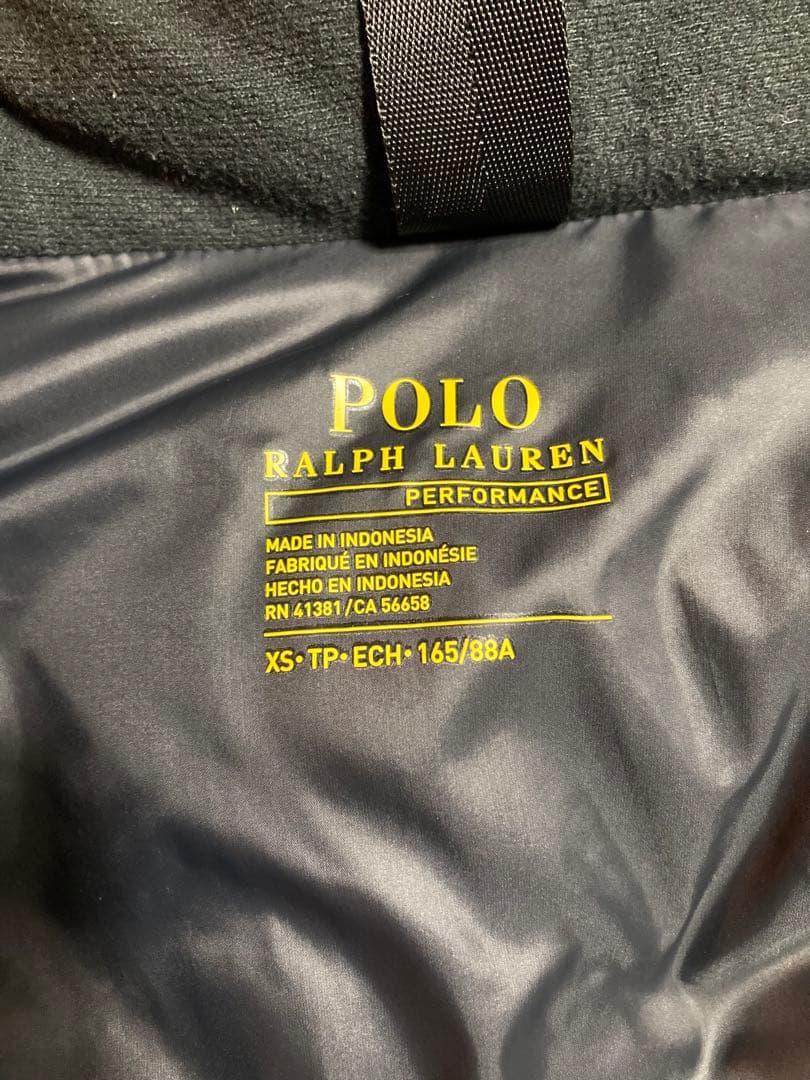 POLO
RALPH LAUREN
PERFORMANCE
MADE IN INDONESIA
FABRIQUÉ EN INDONÉSIE
HECHO EN INDONESIA
RN 41381/CA 56658
XS•TP•ECH•165/88A